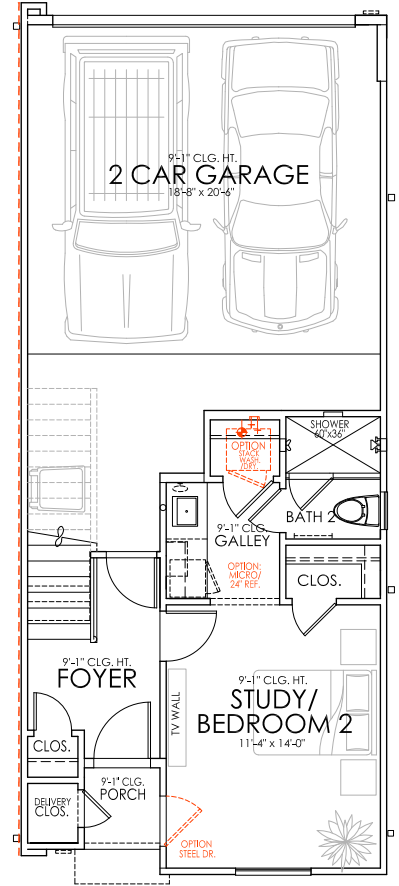 9'-1" CLG. HT.
2 CAR GARAGE
18'-8" x 20'-6"
SHOWER
60"x36"
OPTION
STACK
WASH.
/DRY.
BATH 2
9'-1" CLG.
GALLEY
OPTION:
MICRO/
24" REF.
CLOS.
9'-1" CLG. HT.
FOYER
9'-1" CLG. HT.
STUDY/
BEDROOM 2
11'-4" x 14'-0"
TV WALL
CLOS.
9'-1" CLG.
PORCH
DELIVERY
CLOS.
OPTION
STEEL DR.